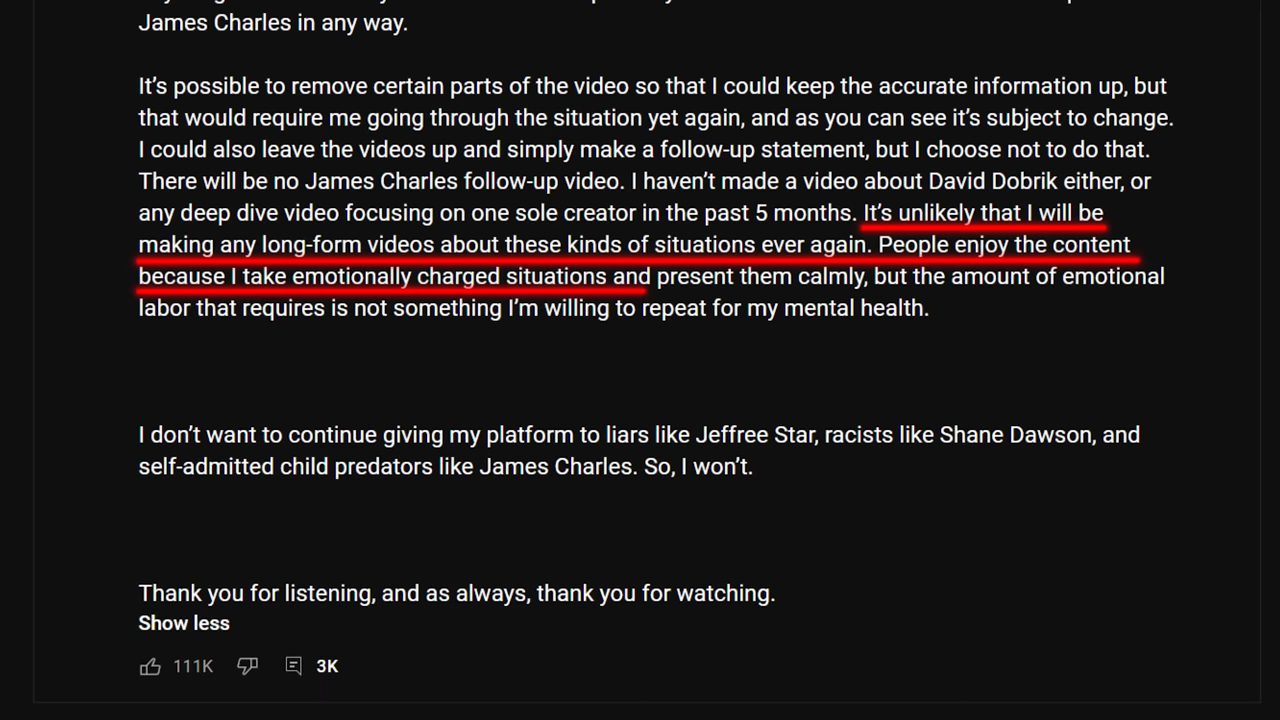 James Charles in any way.
It’s possible to remove certain parts of the video so that I could keep the accurate information up, but
that would require me going through the situation yet again, and as you can see it’s subject to change.
I could also leave the videos up and simply make a follow-up statement, but I choose not to do that.
There will be no James Charles follow-up video. I haven’t made a video about David Dobrik either, or
any deep dive video focusing on one sole creator in the past 5 months. It’s unlikely that I will be
making any long-form videos about these kinds of situations ever again. People enjoy the content
because I take emotionally charged situations and present them calmly, but the amount of emotional
labor that requires is not something I’m willing to repeat for my mental health.
I don’t want to continue giving my platform to liars like Jeffree Star, racists like Shane Dawson, and
self-admitted child predators like James Charles. So, I won’t.
Thank you for listening, and as always, thank you for watching.
Show less
111K 3K